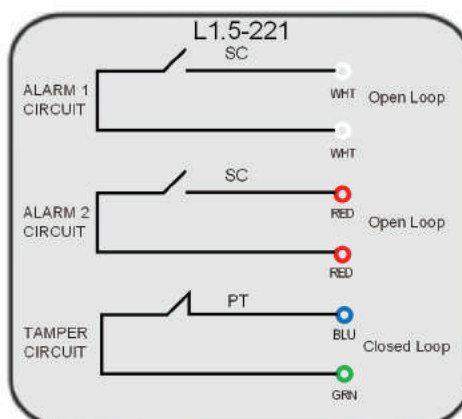 L1.5-221
SC
ALARM 1
CIRCUIT
WHT
Open Loop
WHT
SC
ALARM 2
CIRCUIT
RED
Open Loop
RED
PT
TAMPER
CIRCUIT
BLU
Closed Loop
GRN